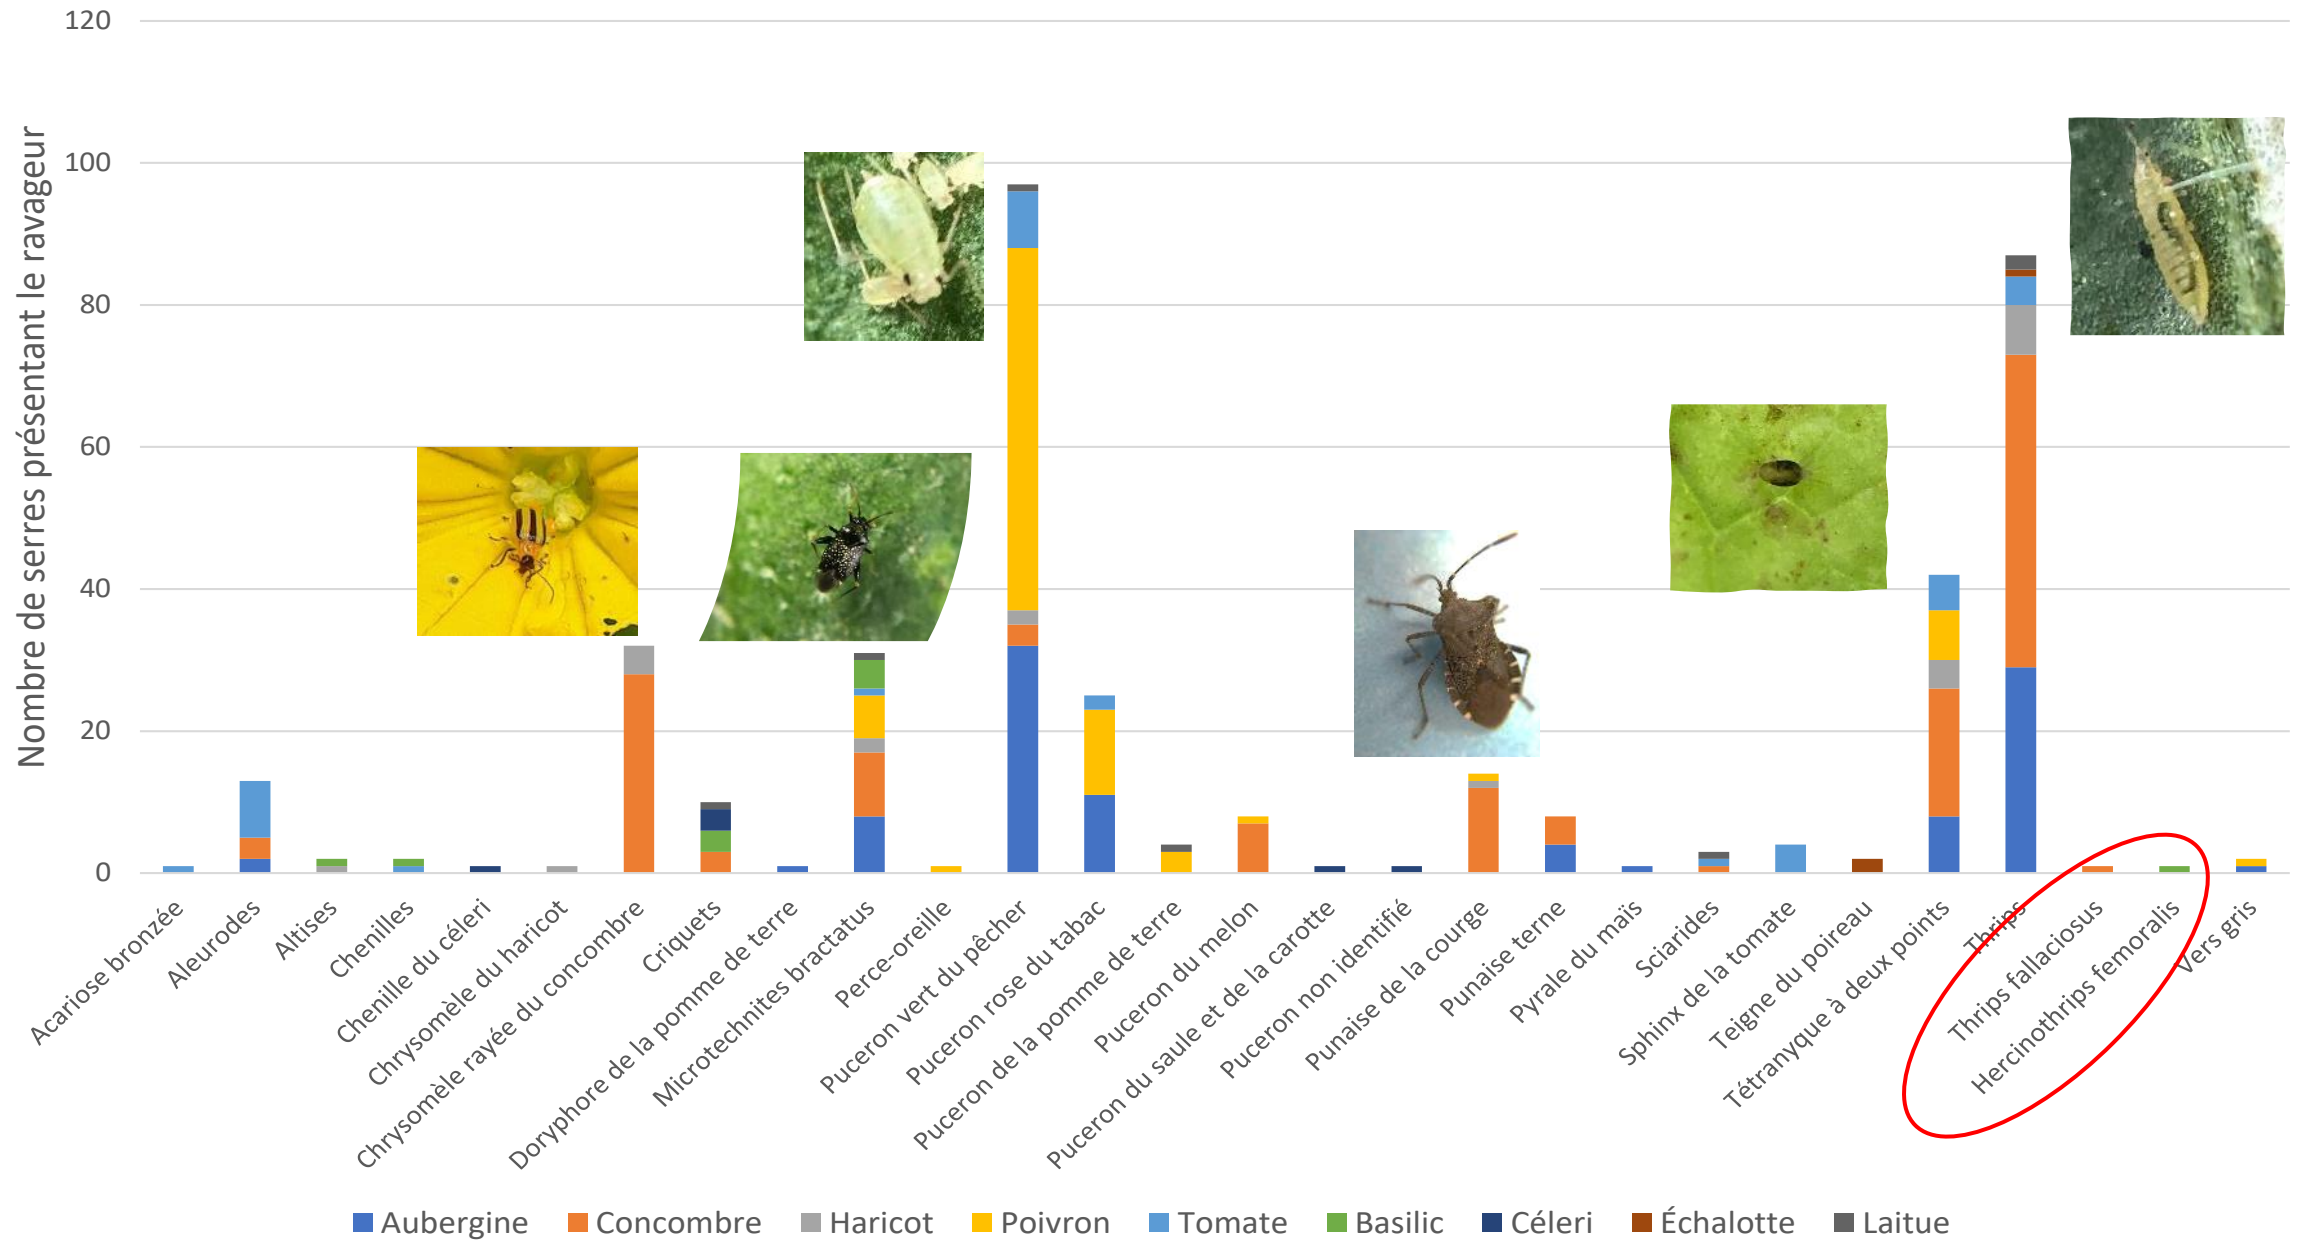 Nombre de serres présentant le ravageur
120
100
80
60
40
20
0
Acariose bronzée
Aleurodes
Altises
Chenilles
Chenille du céleri
Chrysomèle du haricot
Chrysomèle rayée du concombre
Criquets
Doryphore de la pomme de terre
Microtechnites bractatus
Perce-oreille
Puceron vert du pêcher
Puceron rose du tabac
Puceron de la pomme de terre
Puceron du melon
Puceron du saule et de la carotte
Puceron non identifié
Punaise de la courge
Punaise terne
Pyrale du maïs
Sciarides
Sphinx de la tomate
Teigne du poireau
Tétranyque à deux points
Thrips
Thrips fallaciosus
Hercinothrips femoralis
Vers gris
Aubergine Concombre Haricot Poivron Tomate Basilic Céleri Échalotte Laitue